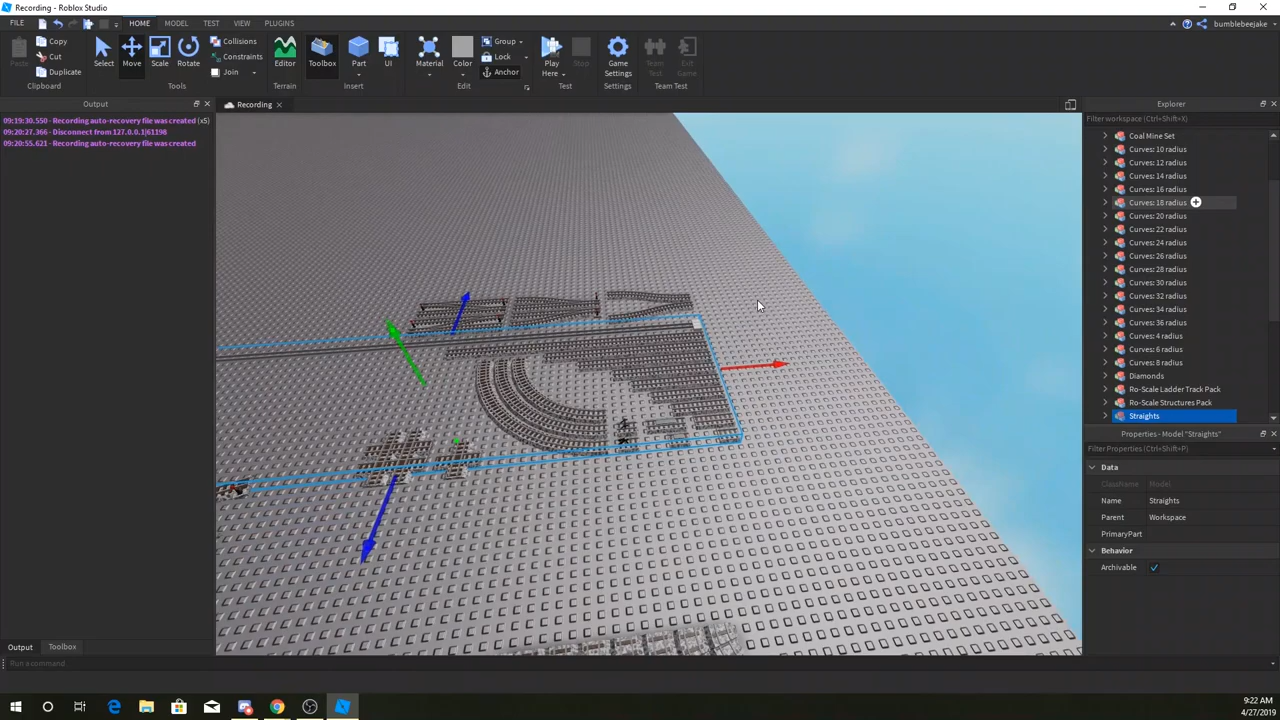 Recording - Roblox Studio
FILE HOME MODEL TEST VIEW PLUGINS bumblebeejake
Paste Copy Cut Duplicate Clipboard
Select Move Scale Rotate Collisions Constraints Join Tools
Editor Terrain
Toolbox Part UI Insert
Material Color Group Lock Anchor Edit
Play Here Stop Test
Game Settings Settings
Team Test Exit Game Team Test
Output
Recording
Explorer
Filter workspace (Ctrl+Shift+X)
09:19:30.550 - Recording auto-recovery file was created (x5)
09:20:27.366 - Disconnect from 127.0.0.1|61198
09:20:55.621 - Recording auto-recovery file was created
Coal Mine Set
Curves: 10 radius
Curves: 12 radius
Curves: 14 radius
Curves: 16 radius
Curves: 18 radius
Curves: 20 radius
Curves: 22 radius
Curves: 24 radius
Curves: 26 radius
Curves: 28 radius
Curves: 30 radius
Curves: 32 radius
Curves: 34 radius
Curves: 36 radius
Curves: 4 radius
Curves: 6 radius
Curves: 8 radius
Diamonds
Ro-Scale Ladder Track Pack
Ro-Scale Structures Pack
Straights
Properties - Model "Straights"
Filter Properties (Ctrl+Shift+P)
Data
ClassName Model
Name Straights
Parent Workspace
PrimaryPart
Behavior
Archivable
Output Toolbox
Run a command
9:22 AM
4/27/2019